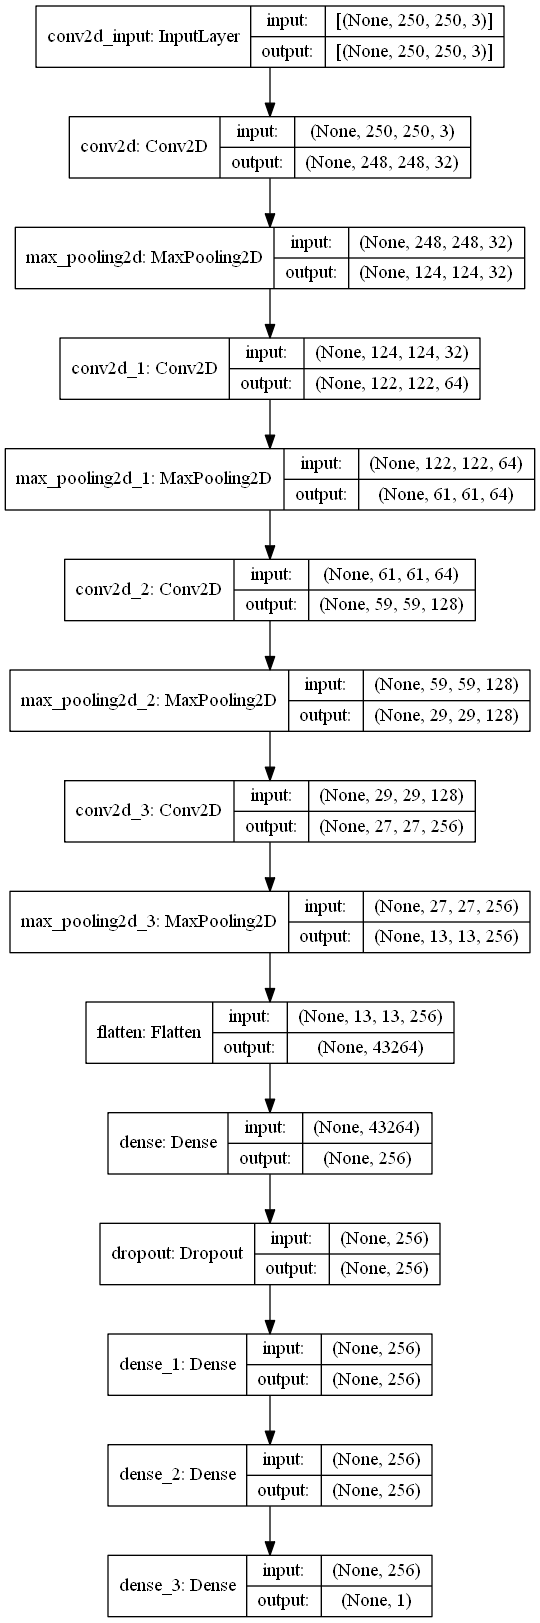 conv2d_input: InputLayer
input: [(None, 250, 250, 3)]
output: [(None, 250, 250, 3)]
conv2d: Conv2D
input: (None, 250, 250, 3)
output: (None, 248, 248, 32)
max_pooling2d: MaxPooling2D
input: (None, 248, 248, 32)
output: (None, 124, 124, 32)
conv2d_1: Conv2D
input: (None, 124, 124, 32)
output: (None, 122, 122, 64)
max_pooling2d_1: MaxPooling2D
input: (None, 122, 122, 64)
output: (None, 61, 61, 64)
conv2d_2: Conv2D
input: (None, 61, 61, 64)
output: (None, 59, 59, 128)
max_pooling2d_2: MaxPooling2D
input: (None, 59, 59, 128)
output: (None, 29, 29, 128)
conv2d_3: Conv2D
input: (None, 29, 29, 128)
output: (None, 27, 27, 256)
max_pooling2d_3: MaxPooling2D
input: (None, 27, 27, 256)
output: (None, 13, 13, 256)
flatten: Flatten
input: (None, 13, 13, 256)
output: (None, 43264)
dense: Dense
input: (None, 43264)
output: (None, 256)
dropout: Dropout
input: (None, 256)
output: (None, 256)
dense_1: Dense
input: (None, 256)
output: (None, 256)
dense_2: Dense
input: (None, 256)
output: (None, 256)
dense_3: Dense
input: (None, 256)
output: (None, 1)